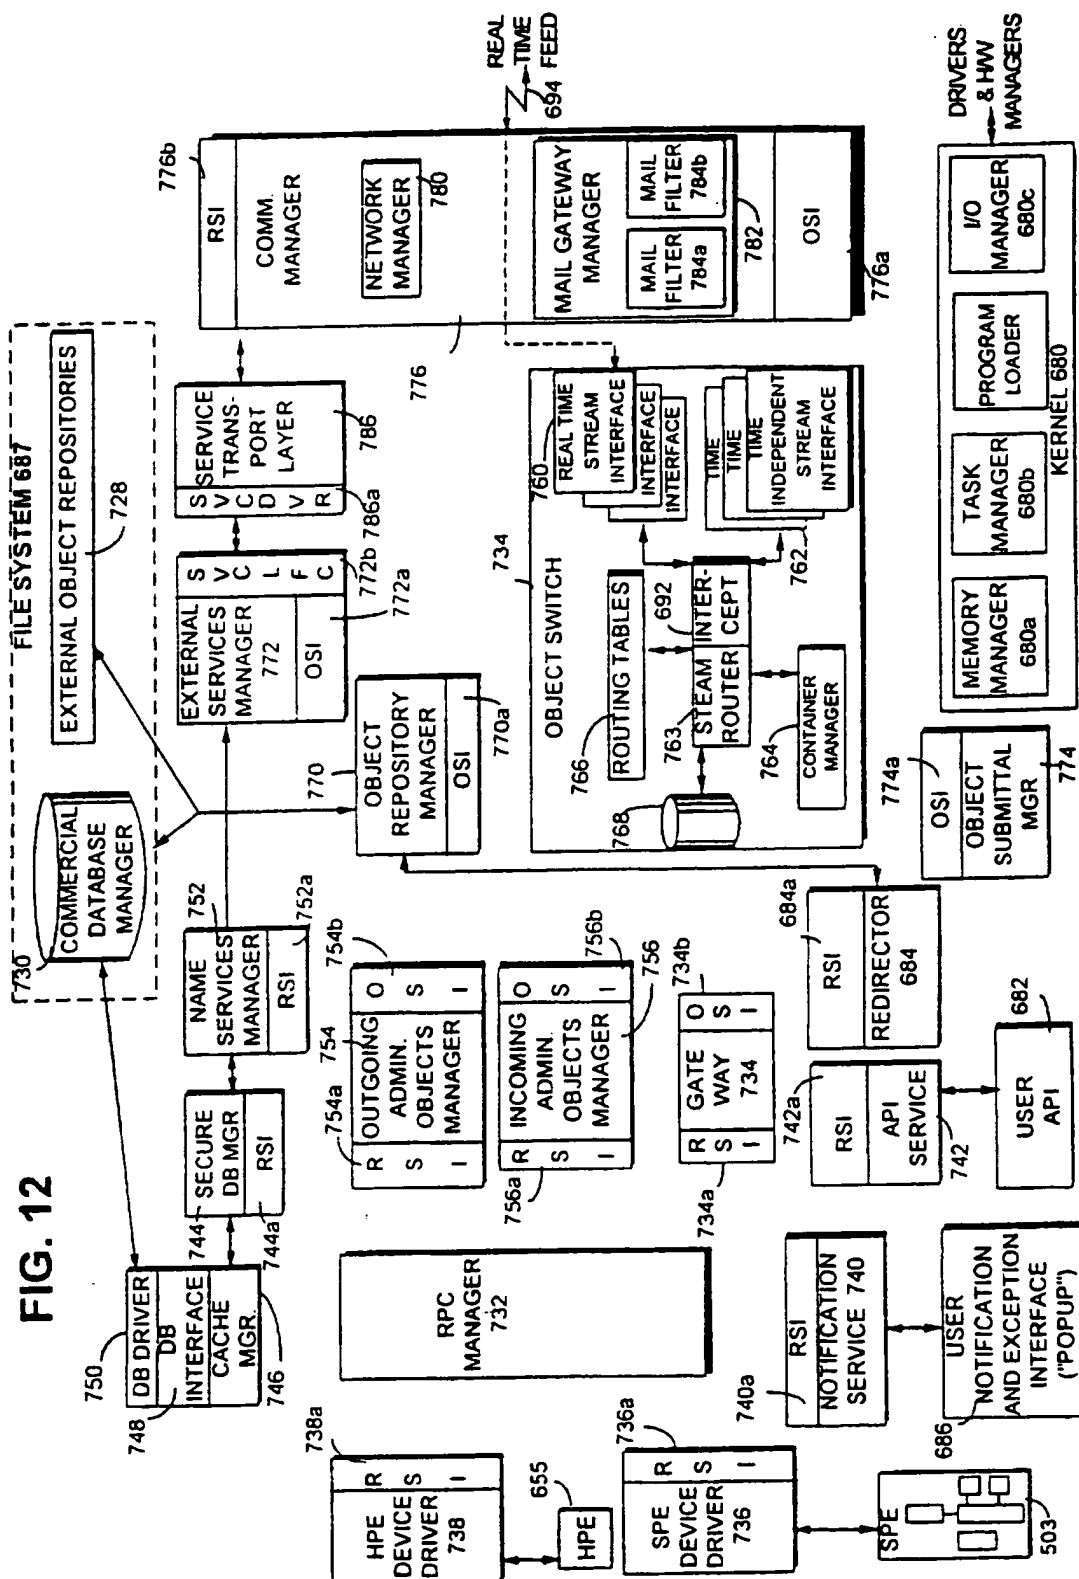 FIG. 12
FILE SYSTEM 687
730
COMMERCIAL
DATABASE
MANAGER
EXTERNAL OBJECT REPOSITORIES
728
750
DB DRIVER
DB
INTERFACE
748
CACHE
MGR.
746
744
SECURE
DB MGR
RSI
744a
NAME
SERVICES
MANAGER
752
RSI
752a
EXTERNAL
SERVICES
MANAGER
772
OSI
772a
S
V
C
L
F
C
772b
S
V
C
D
V
R
786a
SERVICE
TRANS-
PORT
LAYER
786
776b
RSI
COMM.
MANAGER
NETWORK
MANAGER
780
776
MAIL GATEWAY
MANAGER
MAIL
FILTER
784a
MAIL
FILTER
784b
782
OSI
776a
REAL
TIME
FEED
694
738a
HPE
DEVICE
DRIVER
738
R
S
I
655
HPE
736a
SPE
DEVICE
DRIVER
736
R
S
I
SPE
503
RPC
MANAGER
732
754a
R
S
I
754
OUTGOING
ADMIN.
OBJECTS
MANAGER
O
S
I
754b
756a
R
S
I
INCOMING
ADMIN.
OBJECTS
MANAGER
756
O
S
I
756b
734a
R
S
I
GATE
WAY
734
O
S
I
734b
770
OBJECT
REPOSITORY
MANAGER
OSI
770a
734
OBJECT SWITCH
766
ROUTING TABLES
763
STEAM
ROUTER
692
INTER-
CEPT
768
764
CONTAINER
MANAGER
760
REAL TIME
STREAM
INTERFACE
INTERFACE
INTERFACE
TIME
TIME
TIME
INDEPENDENT
STREAM
INTERFACE
762
740a
RSI
NOTIFICATION
SERVICE 740
686
USER
NOTIFICATION
AND EXCEPTION
INTERFACE
("POPUP")
742a
RSI
API
SERVICE
742
USER
API
682
684a
RSI
REDIRECTOR
684
774a
OSI
OBJECT
SUBMITTAL
MGR
774
MEMORY
MANAGER
680a
TASK
MANAGER
680b
PROGRAM
LOADER
I/O
MANAGER
680c
KERNEL 680
DRIVERS
& H/W
MANAGERS